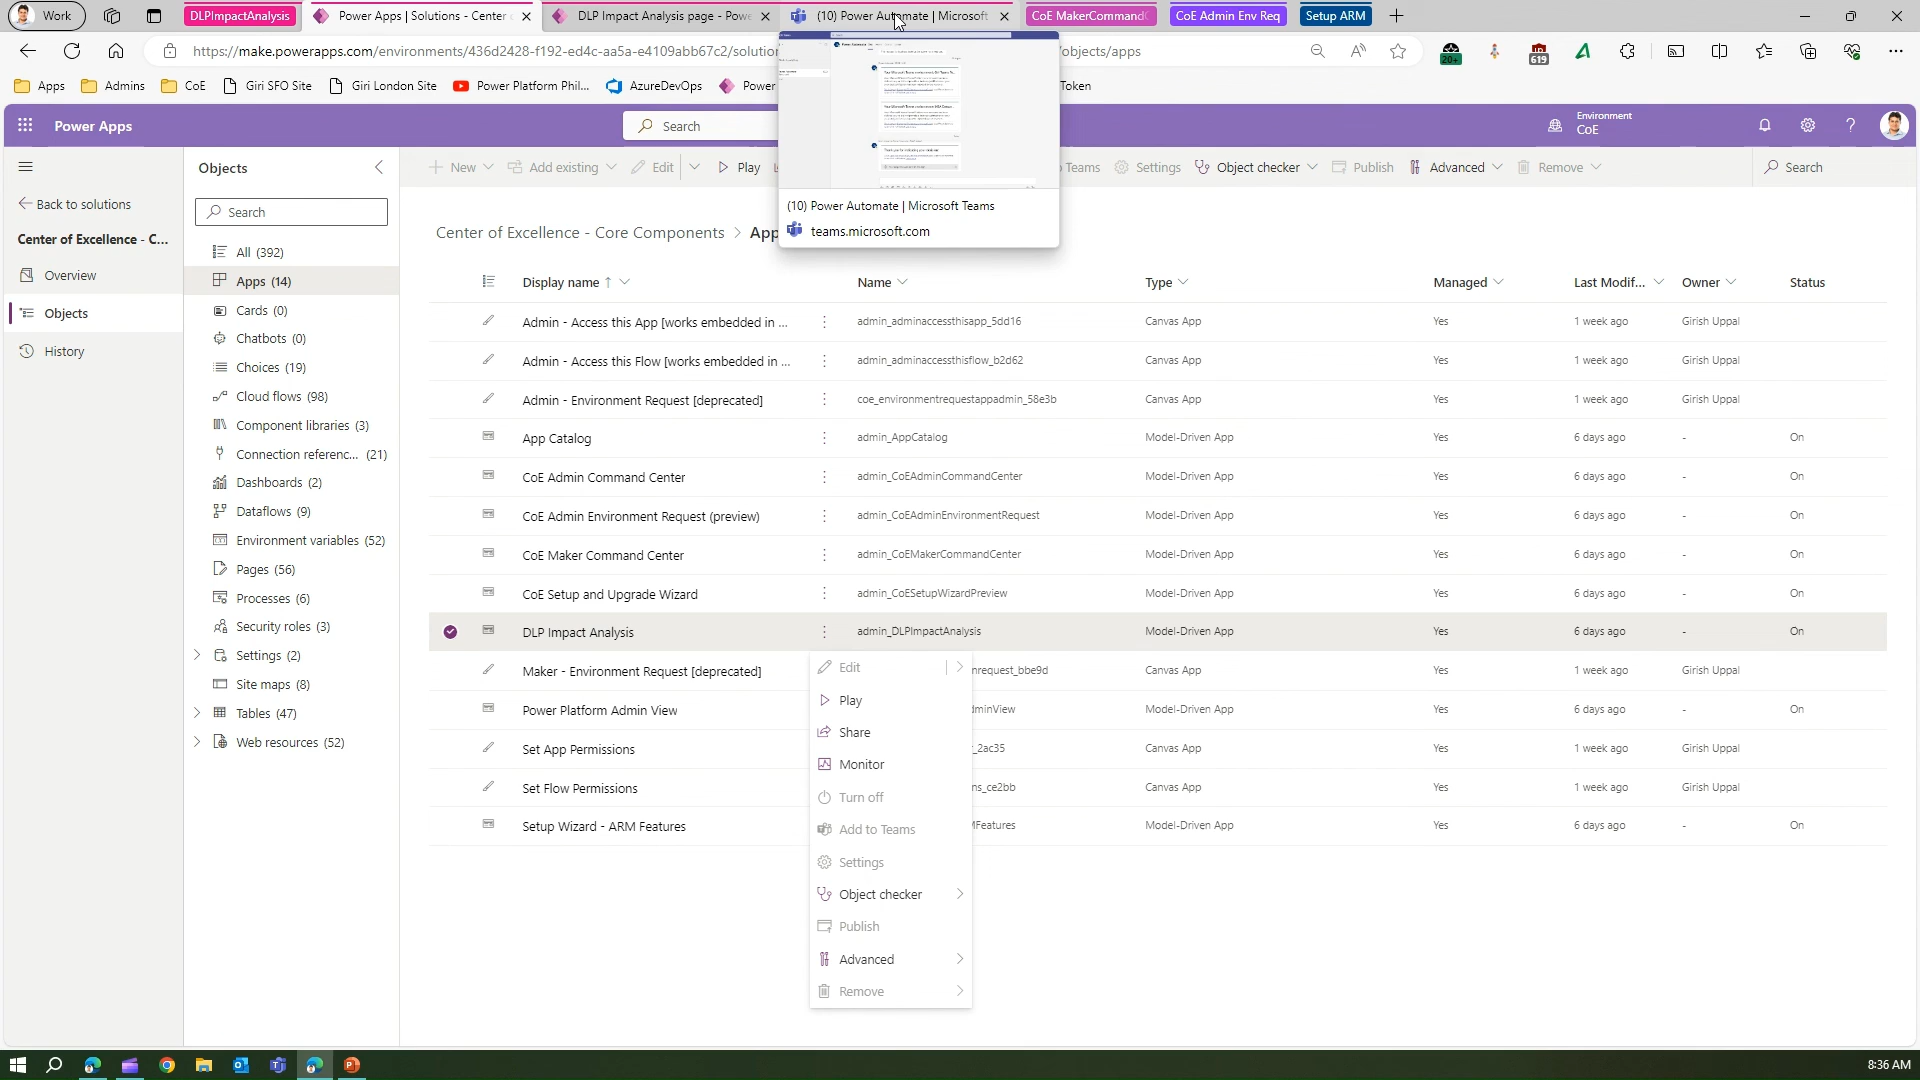 Work
DLPImpactAnalysis
Power Apps | Solutions - Center
DLP Impact Analysis page - Powe
(10) Power Automate | Microsoft
CoE MakerCommandC
CoE Admin Env Req
Setup ARM
https://make.powerapps.com/environments/436d2428-f192-ed4c-aa5a-e4109abb67c2/solution
/objects/apps
20+
619
Apps
Admins
CoE
Giri SFO Site
Giri London Site
Power Platform Phil...
AzureDevOps
Power
Token
Power Apps
Search
Environment
CoE
Objects
New
Add existing
Edit
Play
Teams
Settings
Object checker
Publish
Advanced
Remove
Search
Back to solutions
Search
(10) Power Automate | Microsoft Teams
teams.microsoft.com
Center of Excellence - C...
Overview
Objects
History
All (392)
Apps (14)
Cards (0)
Chatbots (0)
Choices (19)
Cloud flows (98)
Component libraries (3)
Connection referenc... (21)
Dashboards (2)
Dataflows (9)
Environment variables (52)
Pages (56)
Processes (6)
Security roles (3)
Settings (2)
Site maps (8)
Tables (47)
Web resources (52)
Center of Excellence - Core Components > App
Display name ↑
Name
Type
Managed
Last Modif...
Owner
Status
Admin - Access this App [works embedded in ... admin_adminaccessthisapp_5dd16 Canvas App Yes 1 week ago Girish Uppal
Admin - Access this Flow [works embedded in ... admin_adminaccessthisflow_b2d62 Canvas App Yes 1 week ago Girish Uppal
Admin - Environment Request [deprecated] coe_environmentrequestappadmin_58e3b Canvas App Yes 1 week ago Girish Uppal
App Catalog admin_AppCatalog Model-Driven App Yes 6 days ago - On
CoE Admin Command Center admin_CoEAdminCommandCenter Model-Driven App Yes 6 days ago - On
CoE Admin Environment Request (preview) admin_CoEAdminEnvironmentRequest Model-Driven App Yes 6 days ago - On
CoE Maker Command Center admin_CoEMakerCommandCenter Model-Driven App Yes 6 days ago - On
CoE Setup and Upgrade Wizard admin_CoESetupWizardPreview Model-Driven App Yes 6 days ago - On
DLP Impact Analysis admin_DLPImpactAnalysis Model-Driven App Yes 6 days ago - On
Maker - Environment Request [deprecated] nrequest_bbe9d Canvas App Yes 1 week ago Girish Uppal
Power Platform Admin View dminView Model-Driven App Yes 6 days ago - On
Set App Permissions _2ac35 Canvas App Yes 1 week ago Girish Uppal
Set Flow Permissions ns_ce2bb Canvas App Yes 1 week ago Girish Uppal
Setup Wizard - ARM Features MFeatures Model-Driven App Yes 6 days ago - On
Edit
Play
Share
Monitor
Turn off
Add to Teams
Settings
Object checker
Publish
Advanced
Remove
8:36 AM